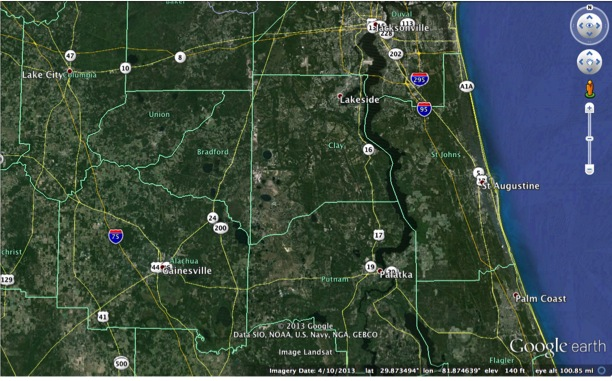 Baker
Duval
Jacksonville
228
47
10
8
202
Lake City
Columbia
295
A1A
Lakeside
95
Union
Bradford
Clay
16
St Johns
5
St Augustine
24
200
75
17
christ
Alachua
Gainesville
19
Palatka
129
Putnam
Palm Coast
41
© 2013 Google
Data SIO, NOAA, U.S. Navy, NGA, GEBCO
Image Landsat
Google earth
500
Flagler
Imagery Date: 4/10/2013 lat 29.873494° lon -81.874639° elev 140 ft eye alt 100.85 mi
N